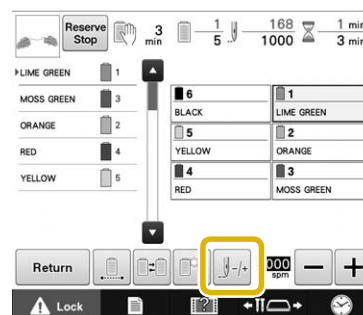 Reserve Stop
3 min
1 5
168 1000
1 min 3 min
LIME GREEN 1
MOSS GREEN 3
ORANGE 2
RED 4
YELLOW 5
6 BLACK
1 LIME GREEN
5 YELLOW
2 ORANGE
4 RED
3 MOSS GREEN
Return
-/+
000 spm
− +
Lock
?